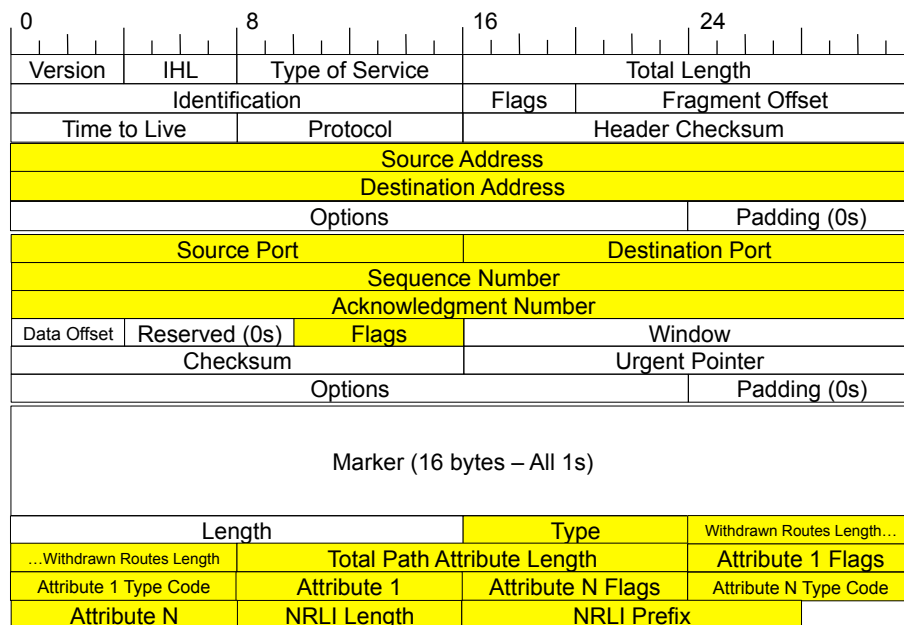 0 8 16 24
Version IHL Type of Service Total Length
Identification Flags Fragment Offset
Time to Live Protocol Header Checksum
Source Address
Destination Address
Options Padding (0s)
Source Port Destination Port
Sequence Number
Acknowledgment Number
Data Offset Reserved (0s) Flags Window
Checksum Urgent Pointer
Options Padding (0s)
Marker (16 bytes – All 1s)
Length Type Withdrawn Routes Length…
…Withdrawn Routes Length Total Path Attribute Length Attribute 1 Flags
Attribute 1 Type Code Attribute 1 Attribute N Flags Attribute N Type Code
Attribute N NRLI Length NRLI Prefix